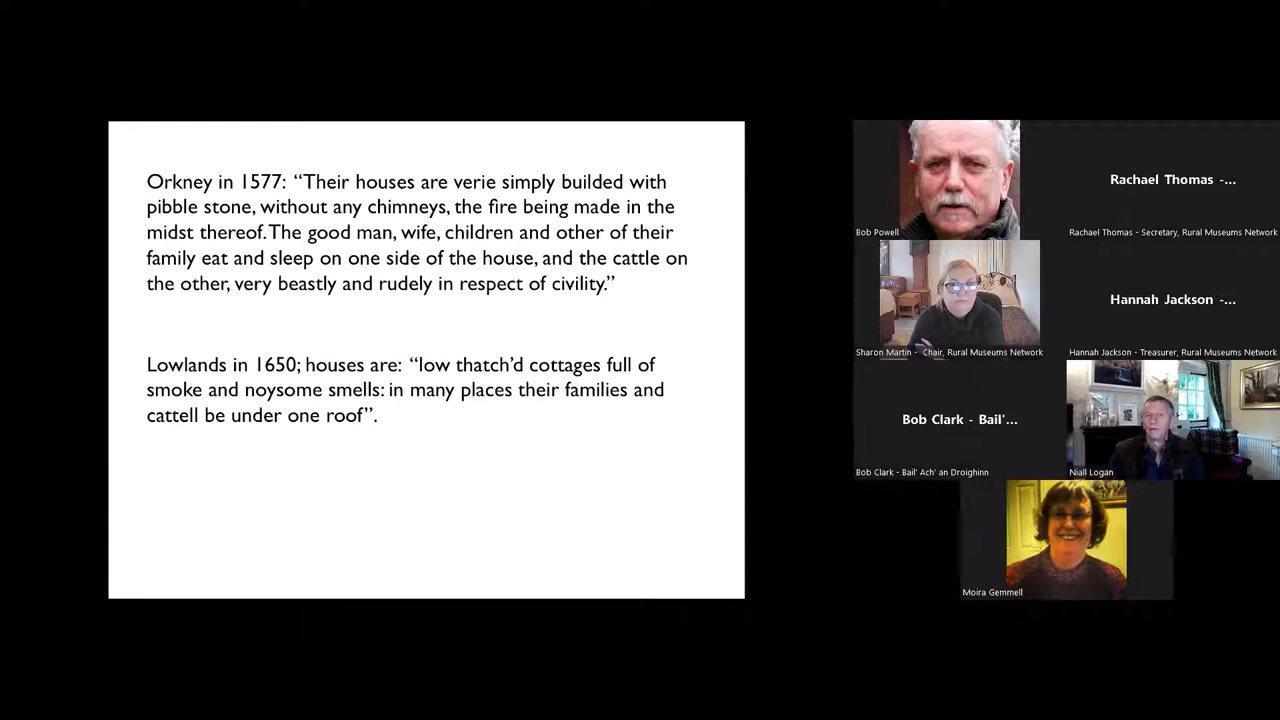 Orkney in 1577: “Their houses are verie simply builded with
pibble stone, without any chimneys, the fire being made in the
midst thereof. The good man, wife, children and other of their
family eat and sleep on one side of the house, and the cattle on
the other, very beastly and rudely in respect of civility.”
Lowlands in 1650; houses are: “low thatch’d cottages full of
smoke and noysome smells: in many places their families and
cattell be under one roof”.
Bob Powell
Rachael Thomas -...
Rachael Thomas - Secretary, Rural Museums Network
Sharon Martin - Chair, Rural Museums Network
Hannah Jackson -...
Hannah Jackson - Treasurer, Rural Museums Network
Bob Clark - Bail'...
Bob Clark - Bail' Ach' an Droighinn
Niall Logan
Moira Gemmell